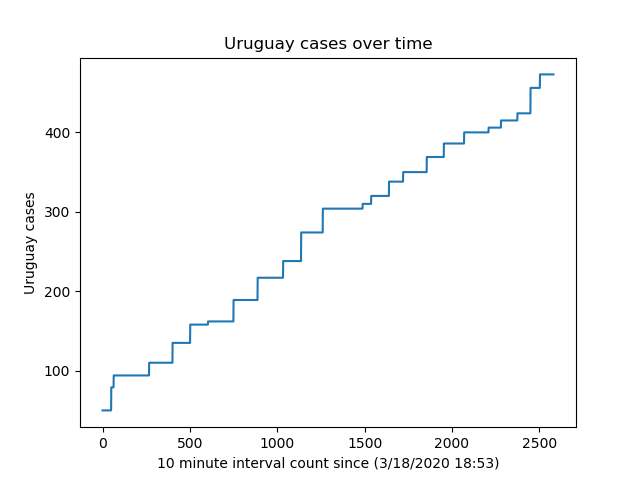 Uruguay cases over time
Uruguay cases
400
300
200
100
0 500 1000 1500 2000 2500
10 minute interval count since (3/18/2020 18:53)